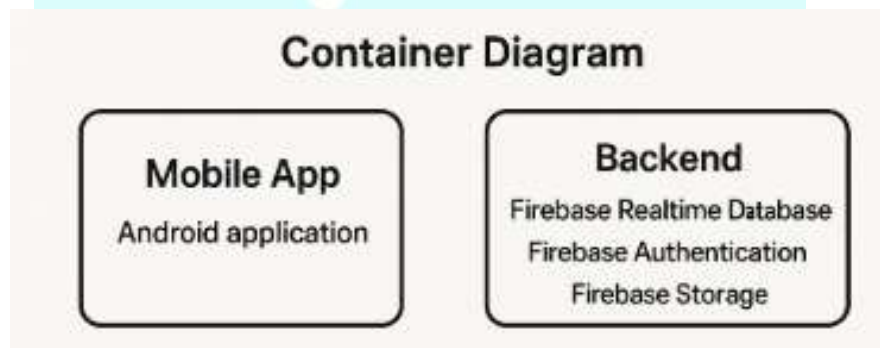 Container Diagram
Mobile App
Android application
Backend
Firebase Realtime Database
Firebase Authentication
Firebase Storage